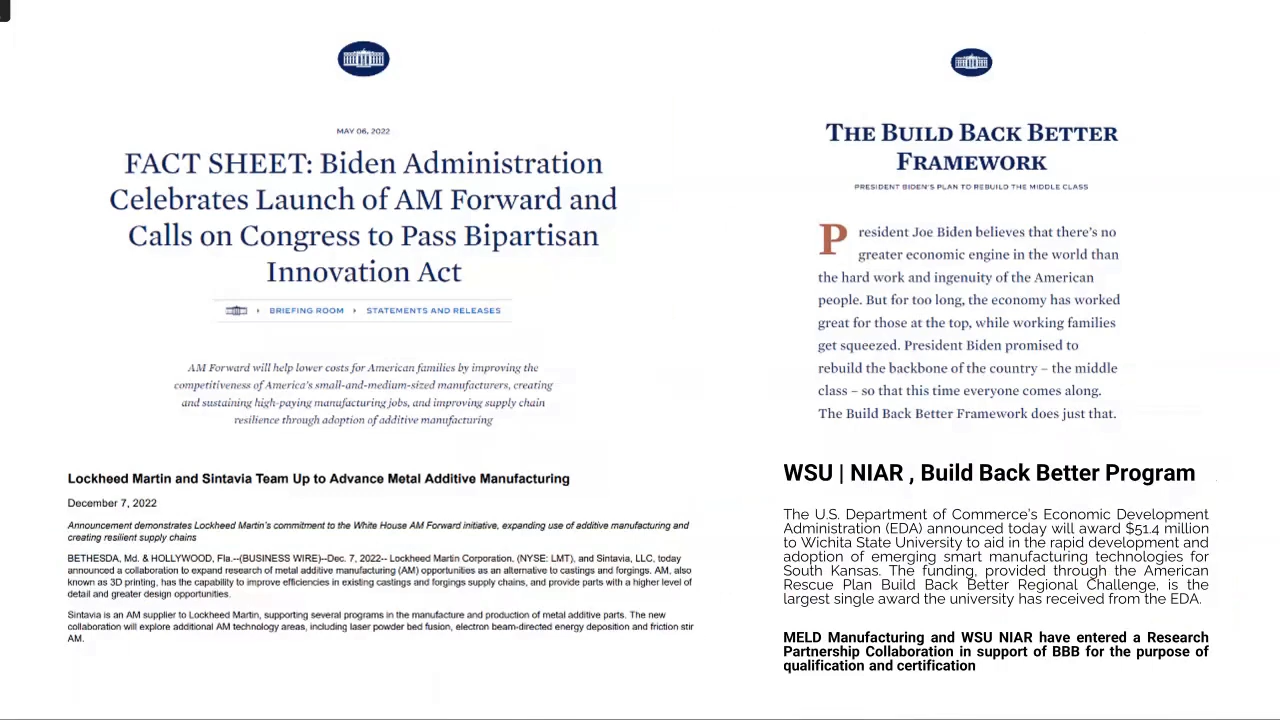 MAY 06, 2022
FACT SHEET: Biden Administration
Celebrates Launch of AM Forward and
Calls on Congress to Pass Bipartisan
Innovation Act
BRIEFING ROOM › STATEMENTS AND RELEASES
AM Forward will help lower costs for American families by improving the
competitiveness of America's small-and-medium-sized manufacturers, creating
and sustaining high-paying manufacturing jobs, and improving supply chain
resilience through adoption of additive manufacturing
Lockheed Martin and Sintavia Team Up to Advance Metal Additive Manufacturing
December 7, 2022
Announcement demonstrates Lockheed Martin's commitment to the White House AM Forward initiative, expanding use of additive manufacturing and
creating resilient supply chains
BETHESDA, Md. & HOLLYWOOD, Fla.--(BUSINESS WIRE)--Dec. 7, 2022-- Lockheed Martin Corporation, (NYSE: LMT), and Sintavia, LLC, today
announced a collaboration to expand research of metal additive manufacturing (AM) opportunities as an alternative to castings and forgings. AM, also
known as 3D printing, has the capability to improve efficiencies in existing castings and forgings supply chains, and provide parts with a higher level of
detail and greater design opportunities.
Sintavia is an AM supplier to Lockheed Martin, supporting several programs in the manufacture and production of metal additive parts. The new
collaboration will explore additional AM technology areas, including laser powder bed fusion, electron beam-directed energy deposition and friction stir
AM.
THE BUILD BACK BETTER
FRAMEWORK
PRESIDENT BIDEN'S PLAN TO REBUILD THE MIDDLE CLASS
President Joe Biden believes that there's no
greater economic engine in the world than
the hard work and ingenuity of the American
people. But for too long, the economy has worked
great for those at the top, while working families
get squeezed. President Biden promised to
rebuild the backbone of the country – the middle
class – so that this time everyone comes along.
The Build Back Better Framework does just that.
WSU | NIAR , Build Back Better Program
The U.S. Department of Commerce's Economic Development
Administration (EDA) announced today will award $51.4 million
to Wichita State University to aid in the rapid development and
adoption of emerging smart manufacturing technologies for
South Kansas. The funding, provided through the American
Rescue Plan Build Back Better Regional Challenge, is the
largest single award the university has received from the EDA.
MELD Manufacturing and WSU NIAR have entered a Research
Partnership Collaboration in support of BBB for the purpose of
qualification and certification